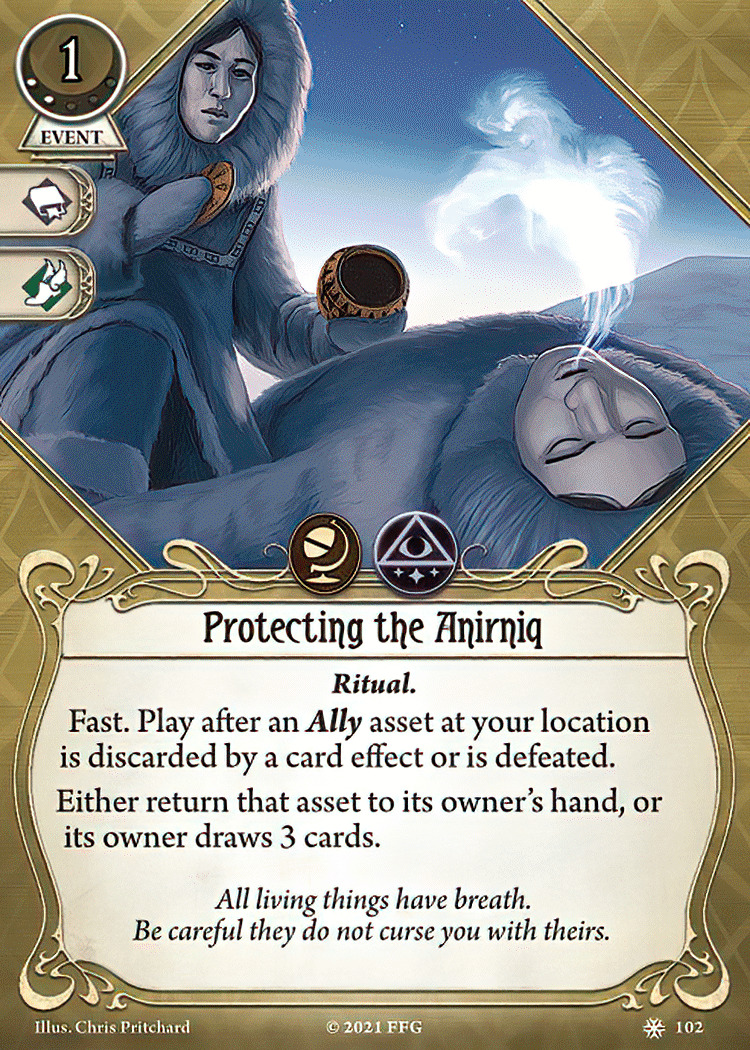 1
EVENT
Protecting the Anirniq
Ritual.
Fast. Play after an Ally asset at your location
is discarded by a card effect or is defeated.
Either return that asset to its owner's hand, or
its owner draws 3 cards.
All living things have breath.
Be careful they do not curse you with theirs.
Illus. Chris Pritchard
© 2021 FFG
102